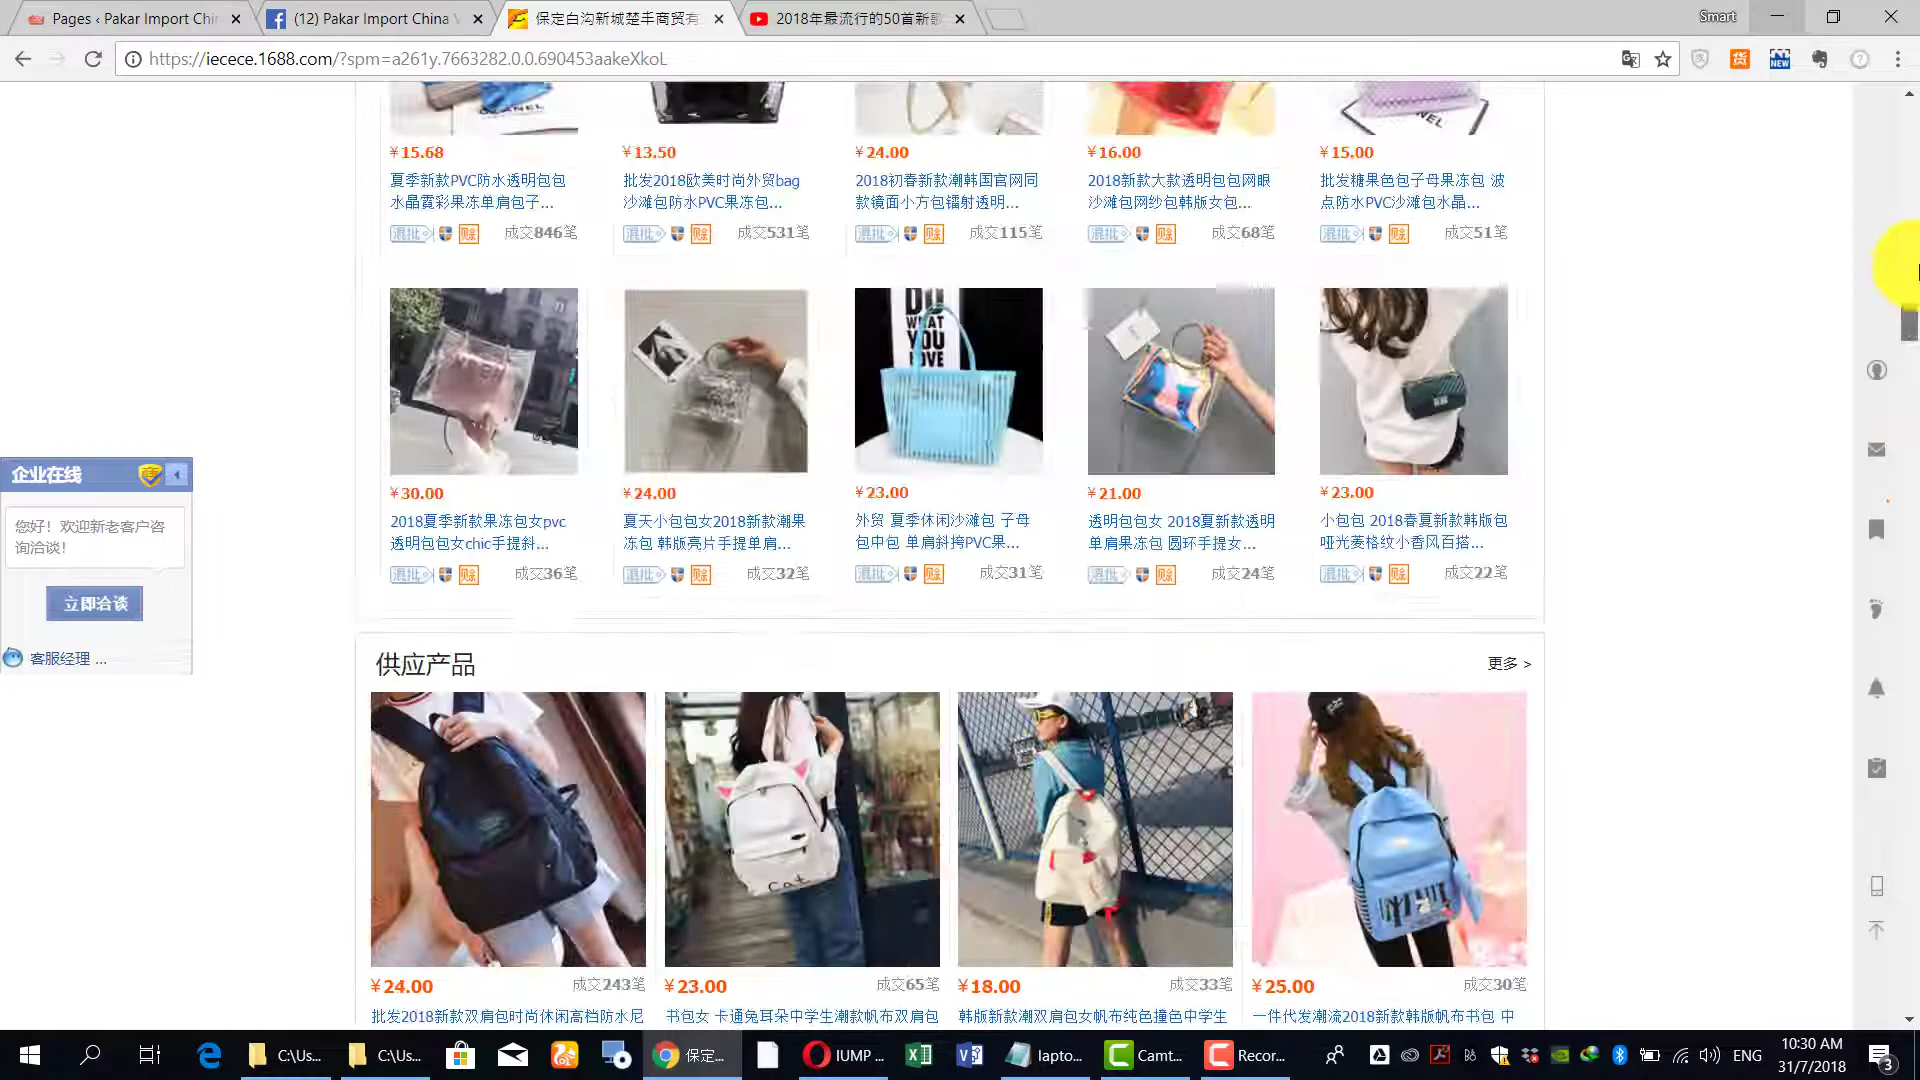 Pages ‹ Pakar Import Chin
(12) Pakar Import China V
保定白沟新城楚丰商贸有
2018年最流行的50首新歌
Smart
https://iecece.1688.com/?spm=a261y.7663282.0.0.690453aakeXkoL
¥15.68
¥13.50
¥24.00
¥16.00
¥15.00
夏季新款PVC防水透明包包
水晶霓彩果冻单肩包子...
批发2018欧美时尚外贸bag
沙滩包防水PVC果冻包...
2018初春新款潮韩国官网同
款镜面小方包镭射透明...
2018新款大款透明包包网眼
沙滩包网纱包韩版女包...
批发糖果色包子母果冻包 波
点防水PVC沙滩包水晶...
混批 赊 成交846笔
混批 赊 成交531笔
混批 赊 成交115笔
混批 赊 成交68笔
混批 赊 成交51笔
DO
WHAT
YOU
LOVE
¥30.00
¥24.00
¥23.00
¥21.00
¥23.00
2018夏季新款果冻包女pvc
透明包包女chic手提斜...
夏天小包包女2018新款潮果
冻包 韩版亮片手提单肩...
外贸 夏季休闲沙滩包 子母
包中包 单肩斜挎PVC果...
透明包包女 2018夏新款透明
单肩果冻包 圆环手提女...
小包包 2018春夏新款韩版包
哑光菱格纹小香风百搭...
混批 赊 成交36笔
混批 赊 成交32笔
混批 赊 成交31笔
混批 赊 成交24笔
混批 赊 成交22笔
企业在线
您好！欢迎新老客户咨
询洽谈！
立即洽谈
客服经理 ...
供应产品
更多 >
Cat
¥24.00 成交243笔
¥23.00 成交65笔
¥18.00 成交33笔
¥25.00 成交30笔
批发2018新款双肩包时尚休闲高档防水尼
书包女 卡通兔耳朵中学生潮款帆布双肩包
韩版新款潮双肩包女帆布纯色撞色中学生
一件代发潮流2018新款韩版帆布书包 中
C:\Us...
C:\Us...
保定...
IUMP ...
lapto...
Camt...
Recor...
ENG
10:30 AM
31/7/2018
3